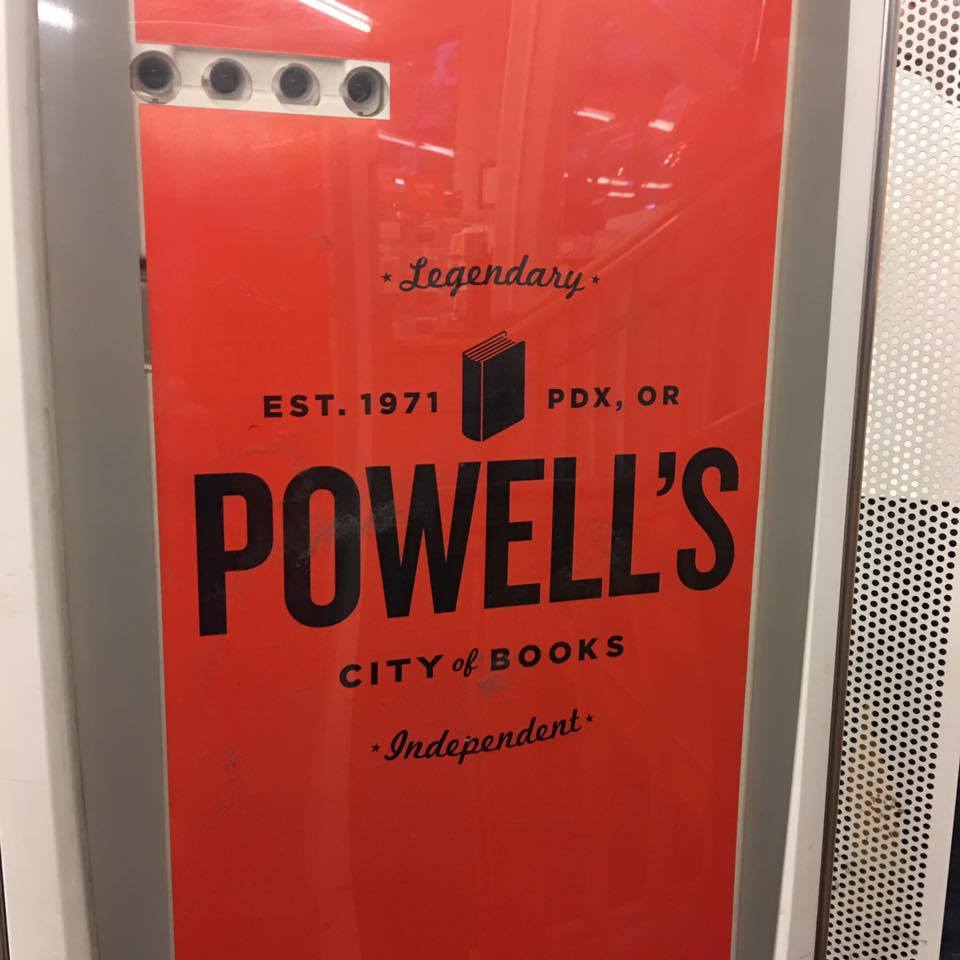 Legendary
EST. 1971 PDX, OR
POWELL'S
CITY of BOOKS
Independent